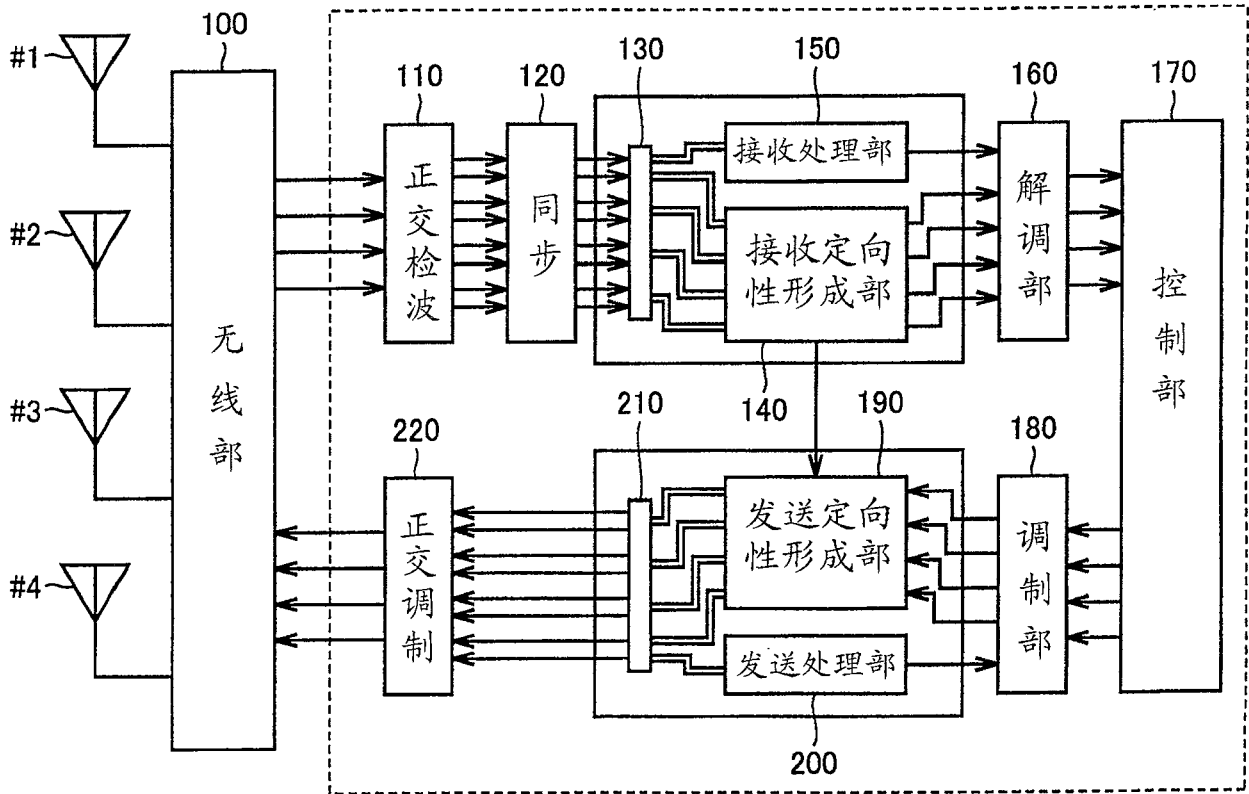 #1
#2
#3
#4
100
无线部
110
正交检波
120
同步
130
150
接收处理部
接收定向
性形成部
140
160
解调部
170
控制部
180
调制部
190
发送定向
性形成部
发送处理部
200
210
220
正交调制